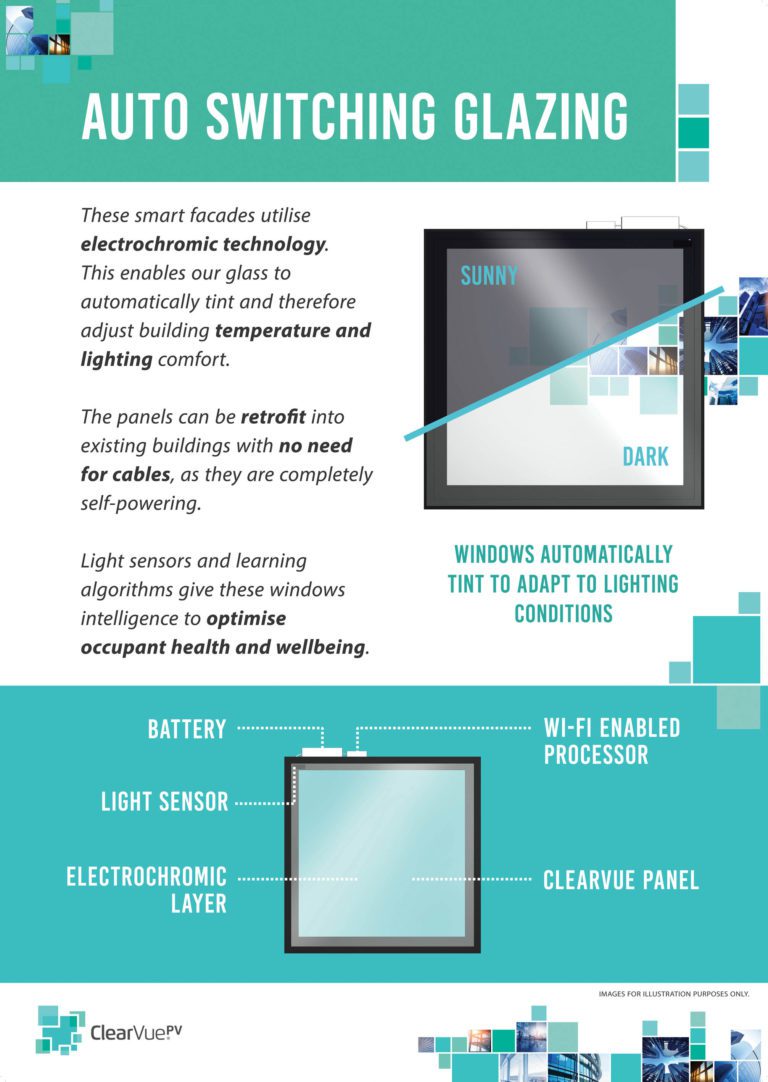 AUTO SWITCHING GLAZING
These smart facades utilise
electrochromic technology.
This enables our glass to
automatically tint and therefore
adjust building temperature and
lighting comfort.
The panels can be retrofit into
existing buildings with no need
for cables, as they are completely
self-powering.
Light sensors and learning
algorithms give these windows
intelligence to optimise
occupant health and wellbeing.
SUNNY
DARK
WINDOWS AUTOMATICALLY
TINT TO ADAPT TO LIGHTING
CONDITIONS
BATTERY
WI-FI ENABLED
PROCESSOR
LIGHT SENSOR
ELECTROCHROMIC
LAYER
CLEARVUE PANEL
IMAGES FOR ILLUSTRATION PURPOSES ONLY.
ClearVuePV